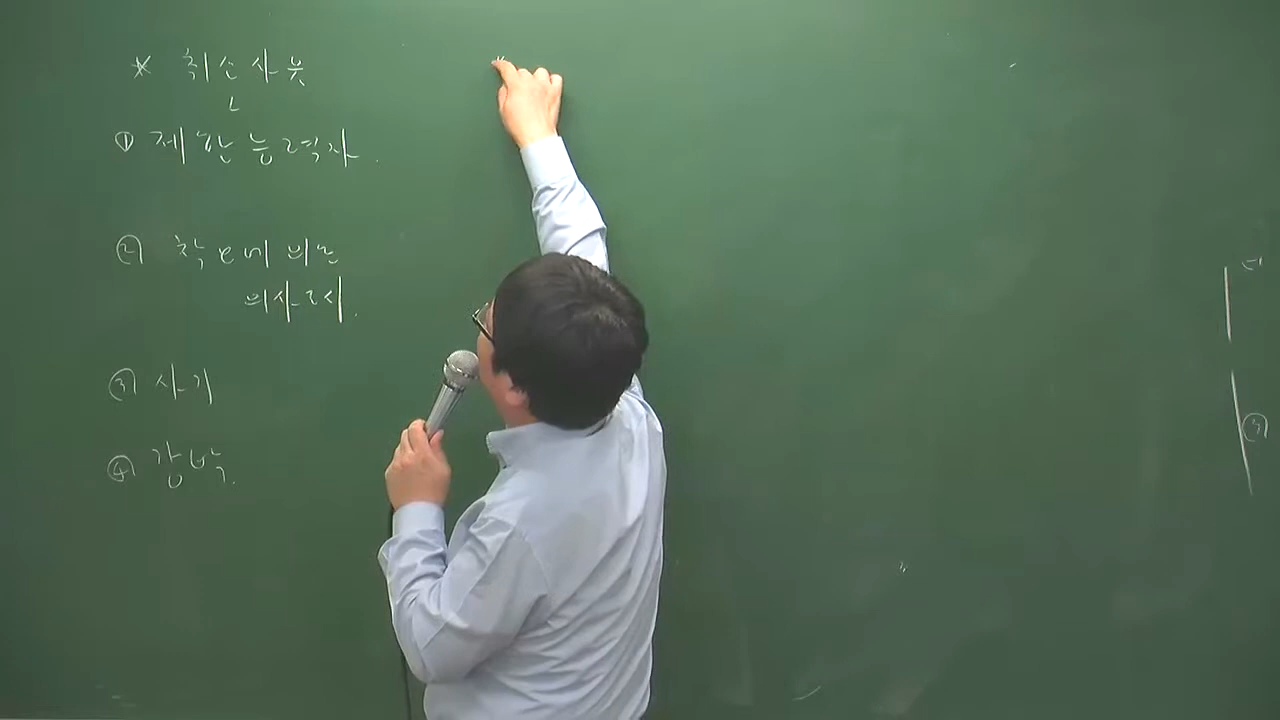 * 취소사유
① 제한능력자.
② 착오에 의한
의사표시.
③ 사기
④ 강박.
③